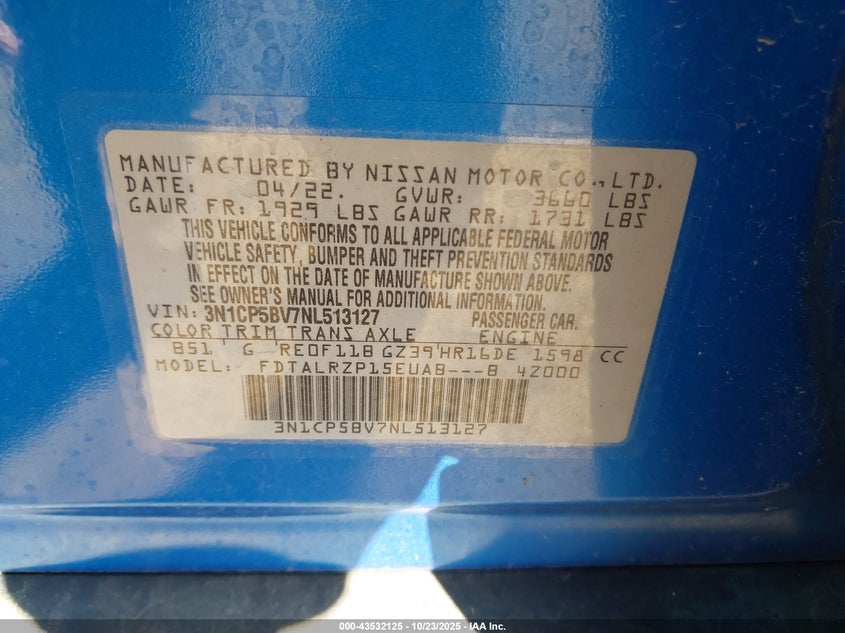 MANUFACTURED BY NISSAN MOTOR CO., LTD.
DATE: 04/22. GVWR: 3660 LBS
GAWR FR: 1929 LBS GAWR RR: 1731 LBS
THIS VEHICLE CONFORMS TO ALL APPLICABLE FEDERAL MOTOR
VEHICLE SAFETY, BUMPER AND THEFT PREVENTION STANDARDS
IN EFFECT ON THE DATE OF MANUFACTURE SHOWN ABOVE.
SEE OWNER'S MANUAL FOR ADDITIONAL INFORMATION.
VIN: 3N1CP5BV7NL513127 PASSENGER CAR.
COLOR TRIM TRANS AXLE ENGINE
B51 G RE0F11B GZ39 HR16DE 1598 CC
MODEL: FDTALRZP15EUAB---B 4Z000
3N1CP5BV7NL513127
000-43532125 | 10/23/2025 | IAA Inc.